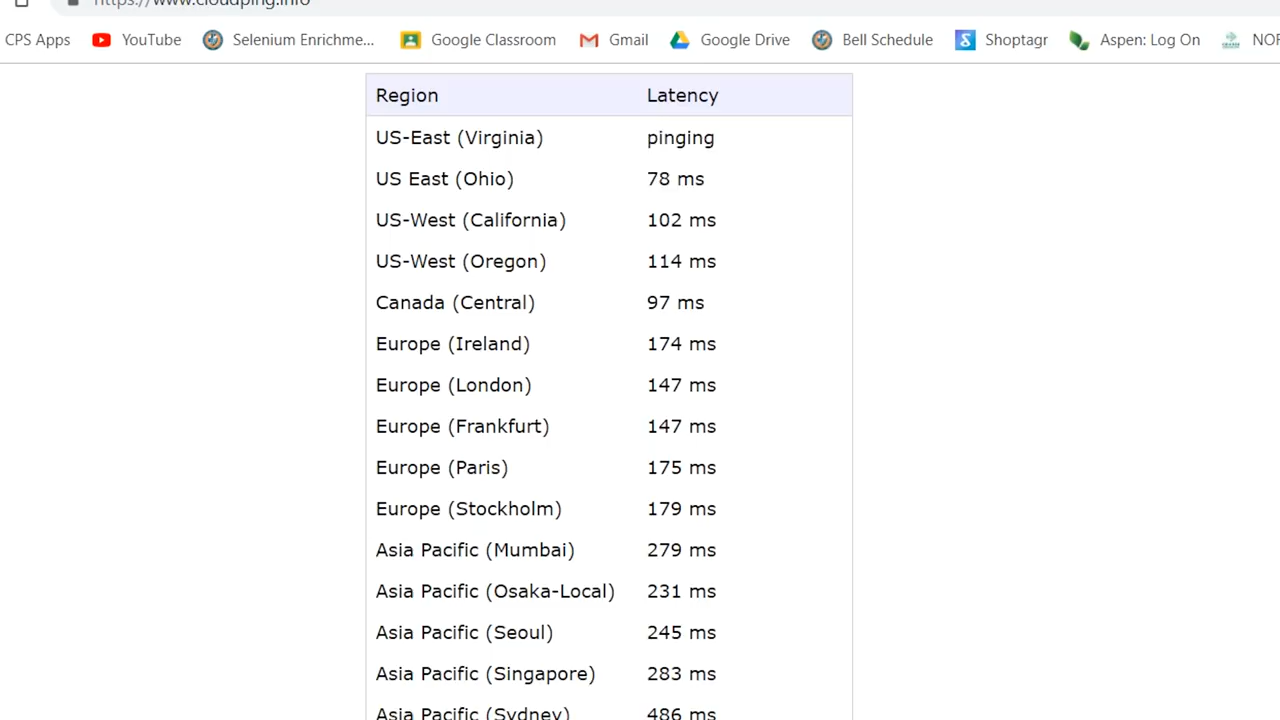 https://www.cloudping.info
CPS Apps YouTube Selenium Enrichme... Google Classroom Gmail Google Drive Bell Schedule Shoptagr Aspen: Log On NOR
Region Latency
US-East (Virginia) pinging
US East (Ohio) 78 ms
US-West (California) 102 ms
US-West (Oregon) 114 ms
Canada (Central) 97 ms
Europe (Ireland) 174 ms
Europe (London) 147 ms
Europe (Frankfurt) 147 ms
Europe (Paris) 175 ms
Europe (Stockholm) 179 ms
Asia Pacific (Mumbai) 279 ms
Asia Pacific (Osaka-Local) 231 ms
Asia Pacific (Seoul) 245 ms
Asia Pacific (Singapore) 283 ms
Asia Pacific (Sydney) 486 ms